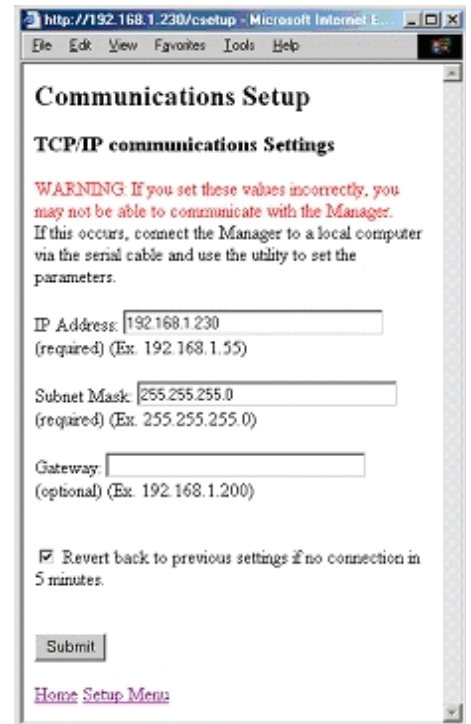 http://192.168.1.230/csetup - Microsoft Internet E...
File Edit View Favorites Tools Help
Communications Setup
TCP/IP communications Settings
WARNING: If you set these values incorrectly, you
may not be able to communicate with the Manager.
If this occurs, connect the Manager to a local computer
via the serial cable and use the utility to set the
parameters.
IP Address: 192.168.1.230
(required) (Ex. 192.168.1.55)
Subnet Mask: 255.255.255.0
(required) (Ex. 255.255.255.0)
Gateway:
(optional) (Ex. 192.168.1.200)
Revert back to previous settings if no connection in
5 minutes.
Submit
Home Setup Menu